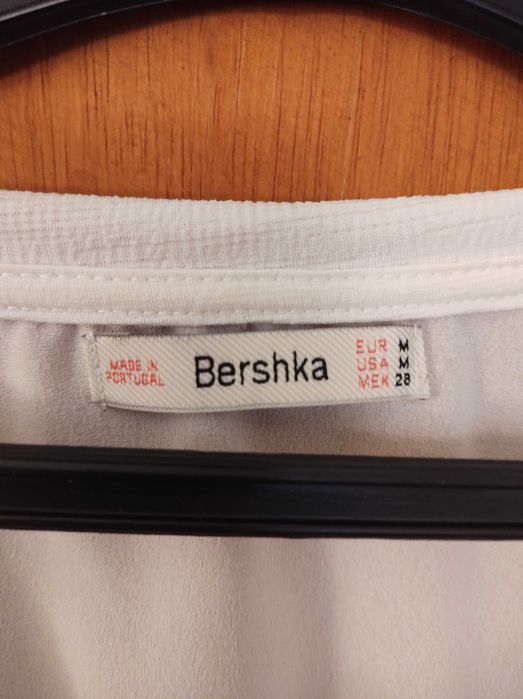 MADE IN
PORTUGAL
Bershka
EUR M
USA M
MEX 28